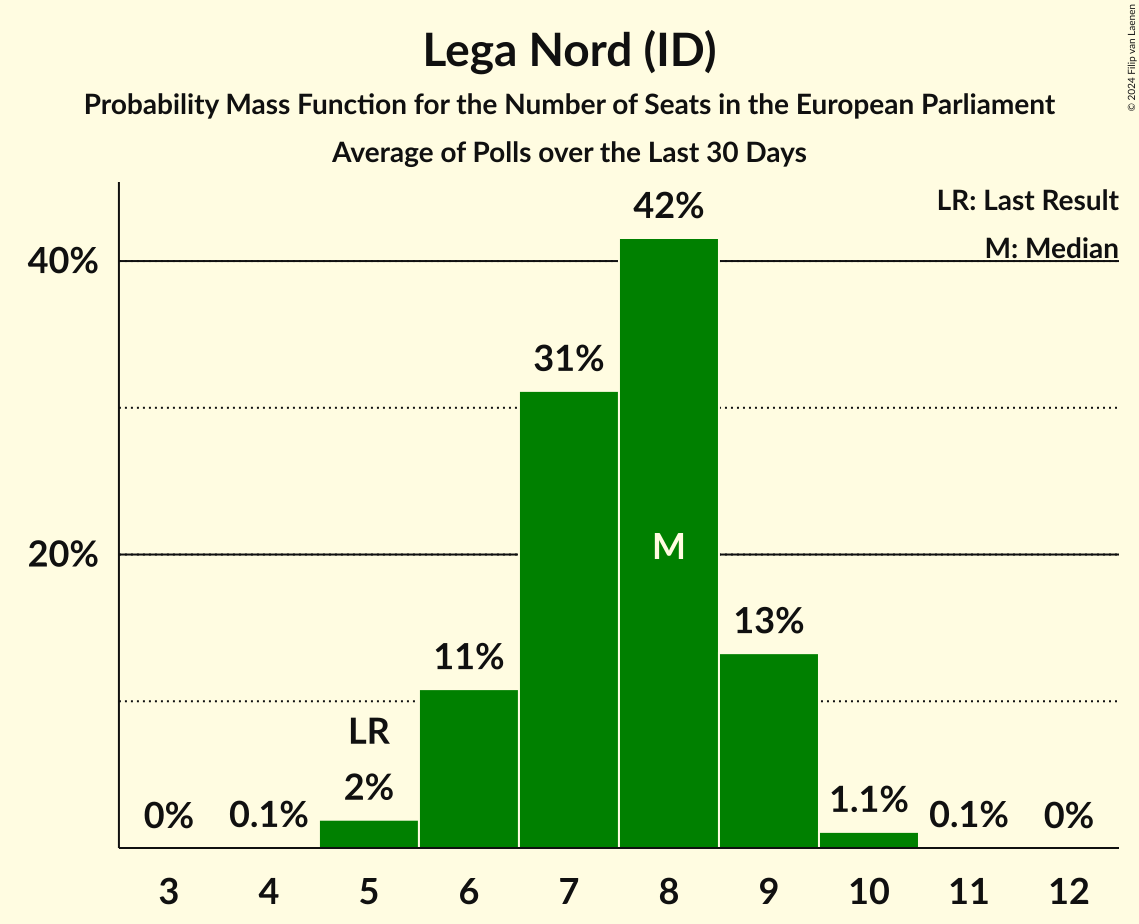 Lega Nord (ID)
Probability Mass Function for the Number of Seats in the European Parliament
Average of Polls over the Last 30 Days
© 2024 Filip van Laenen
LR: Last Result
M: Median
40%
20%
0%
0.1%
LR
2%
11%
31%
42%
M
13%
1.1%
0.1%
0%
3 4 5 6 7 8 9 10 11 12